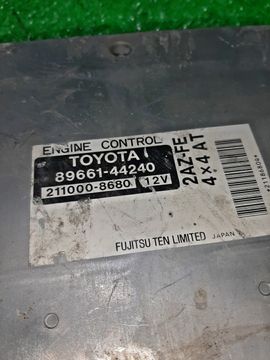 ENGINE CONTROL
TOYOTA
89661-44240
211000-8680 12V
2AZ-FE
4×4 AT
FUJITSU TEN LIMITED JAPAN